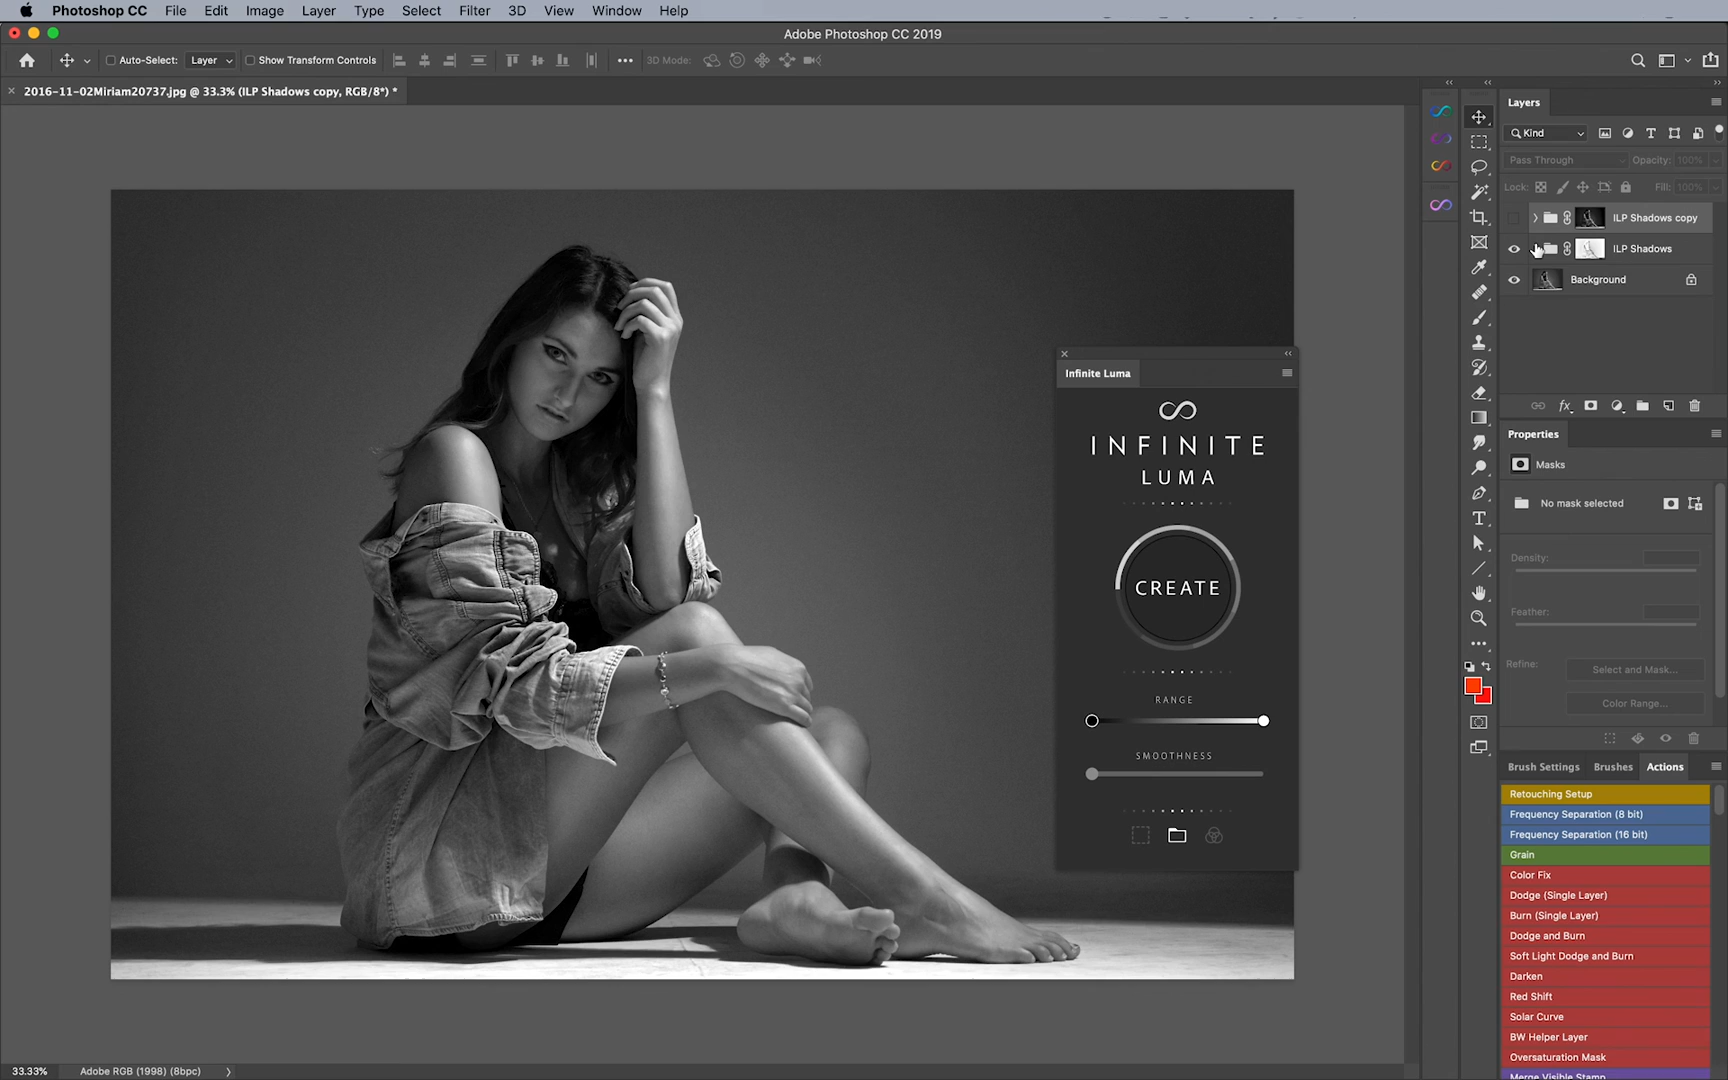 Photoshop CC File Edit Image Layer Type Select Filter 3D View Window Help
Adobe Photoshop CC 2019
Auto-Select: Layer Show Transform Controls 3D Mode:
2016-11-02Miriam20737.jpg @ 33.3% (ILP Shadows copy, RGB/8*) *
Layers
Kind
Pass Through Opacity: 100%
Lock: Fill: 100%
ILP Shadows copy
ILP Shadows
Background
Infinite Luma
INFINITE
LUMA
CREATE
RANGE
SMOOTHNESS
Properties
Masks
No mask selected
Density:
Feather:
Refine: Select and Mask...
Color Range...
Brush Settings Brushes Actions
Retouching Setup
Frequency Separation (8 bit)
Frequency Separation (16 bit)
Grain
Color Fix
Dodge (Single Layer)
Burn (Single Layer)
Dodge and Burn
Soft Light Dodge and Burn
Darken
Red Shift
Solar Curve
BW Helper Layer
Oversaturation Mask
Merge Visible Stamp
33.33% Adobe RGB (1998) (8bpc)